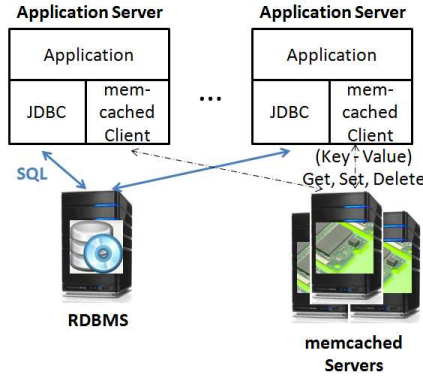 Application Server
Application Server
Application
Application
JDBC
mem-
cached
Client
...
JDBC
mem-
cached
Client
SQL
(Key - Value)
Get, Set, Delete
RDBMS
memcached
Servers